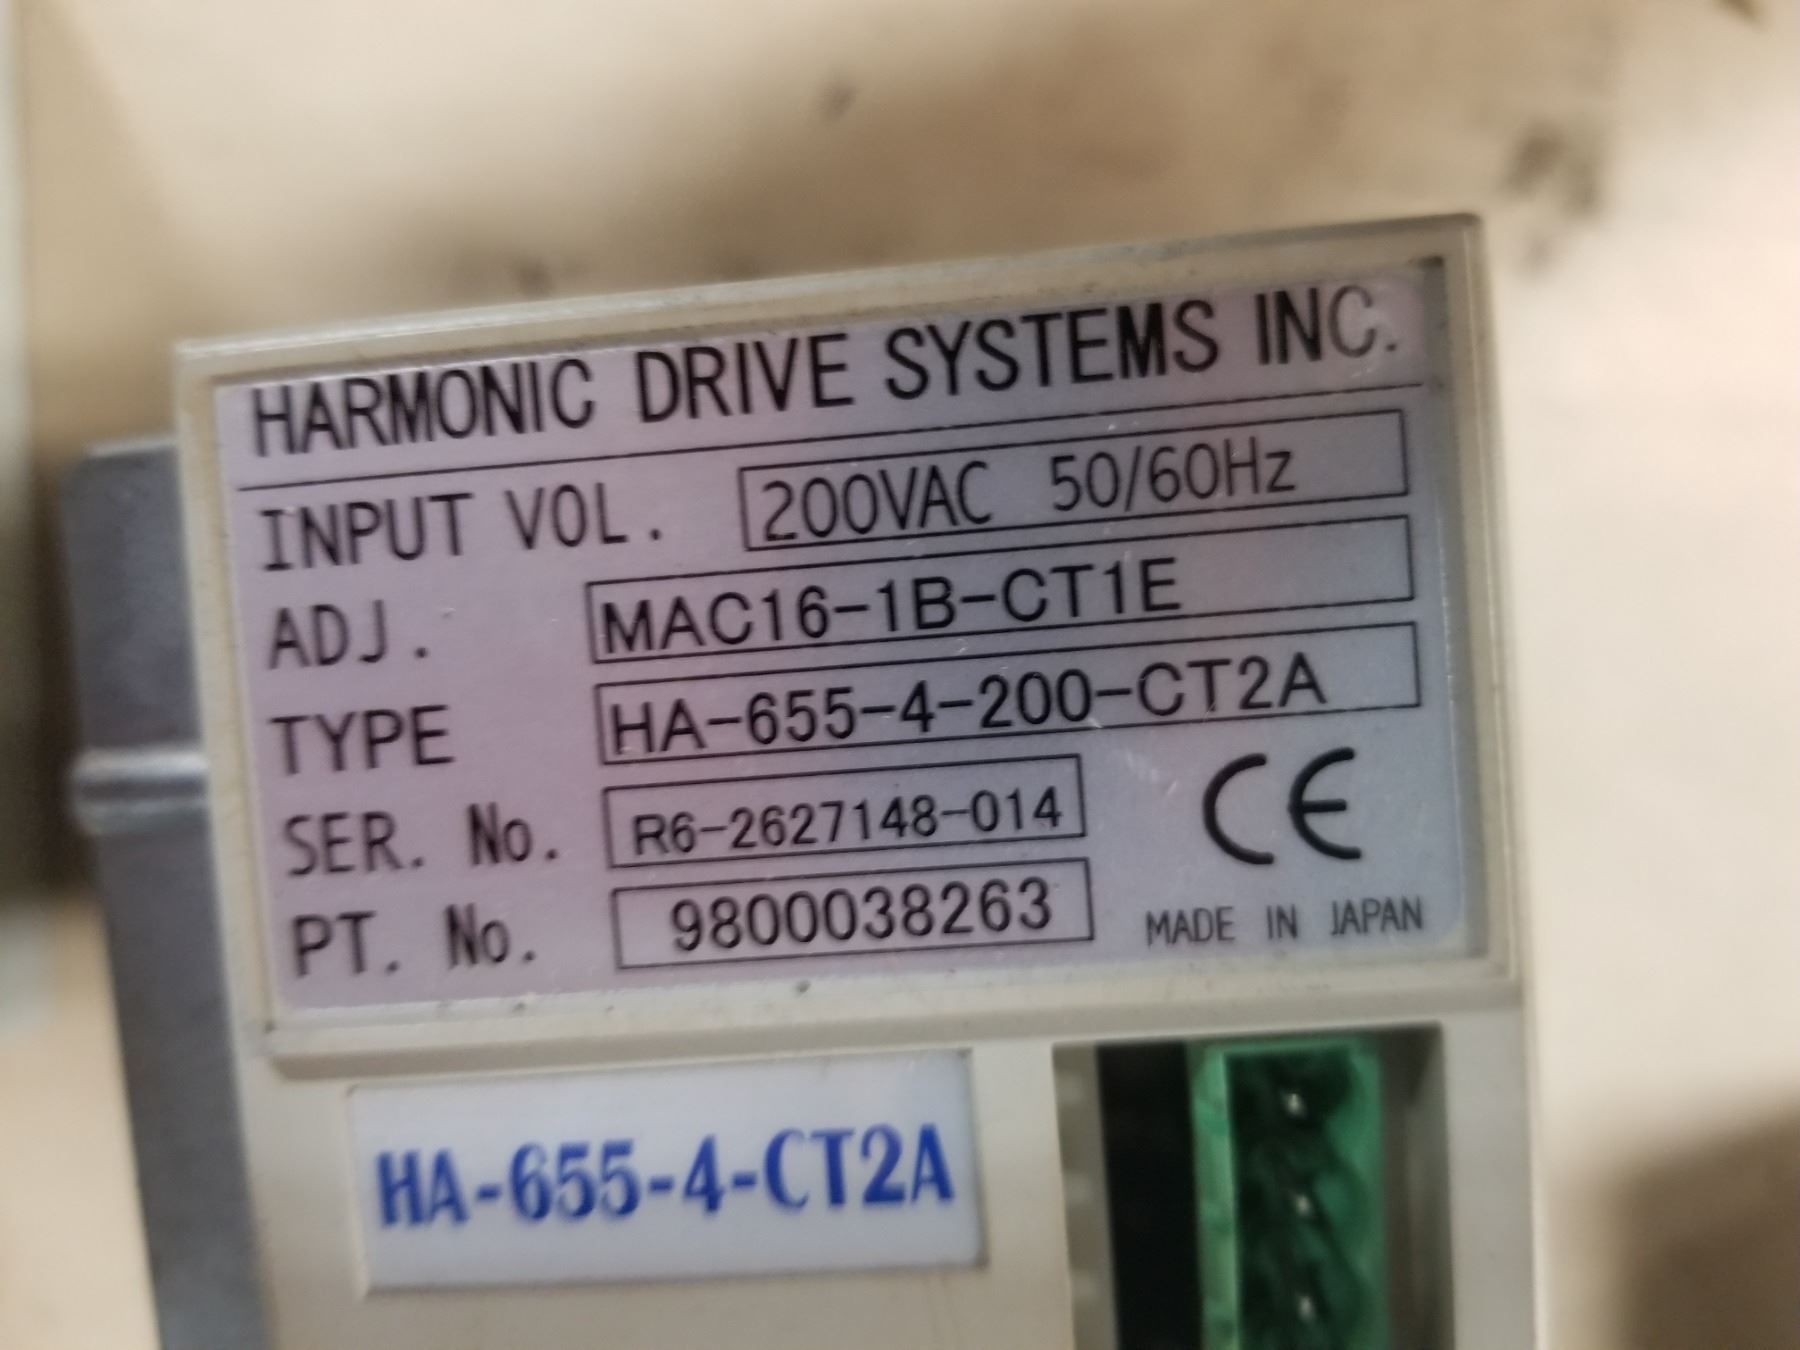 HARMONIC DRIVE SYSTEMS INC.
INPUT VOL. 200VAC 50/60Hz
ADJ. MAC16-1B-CT1E
TYPE HA-655-4-200-CT2A
SER. No. R6-2627148-014
PT. No. 9800038263
CE
MADE IN JAPAN
HA-655-4-CT2A